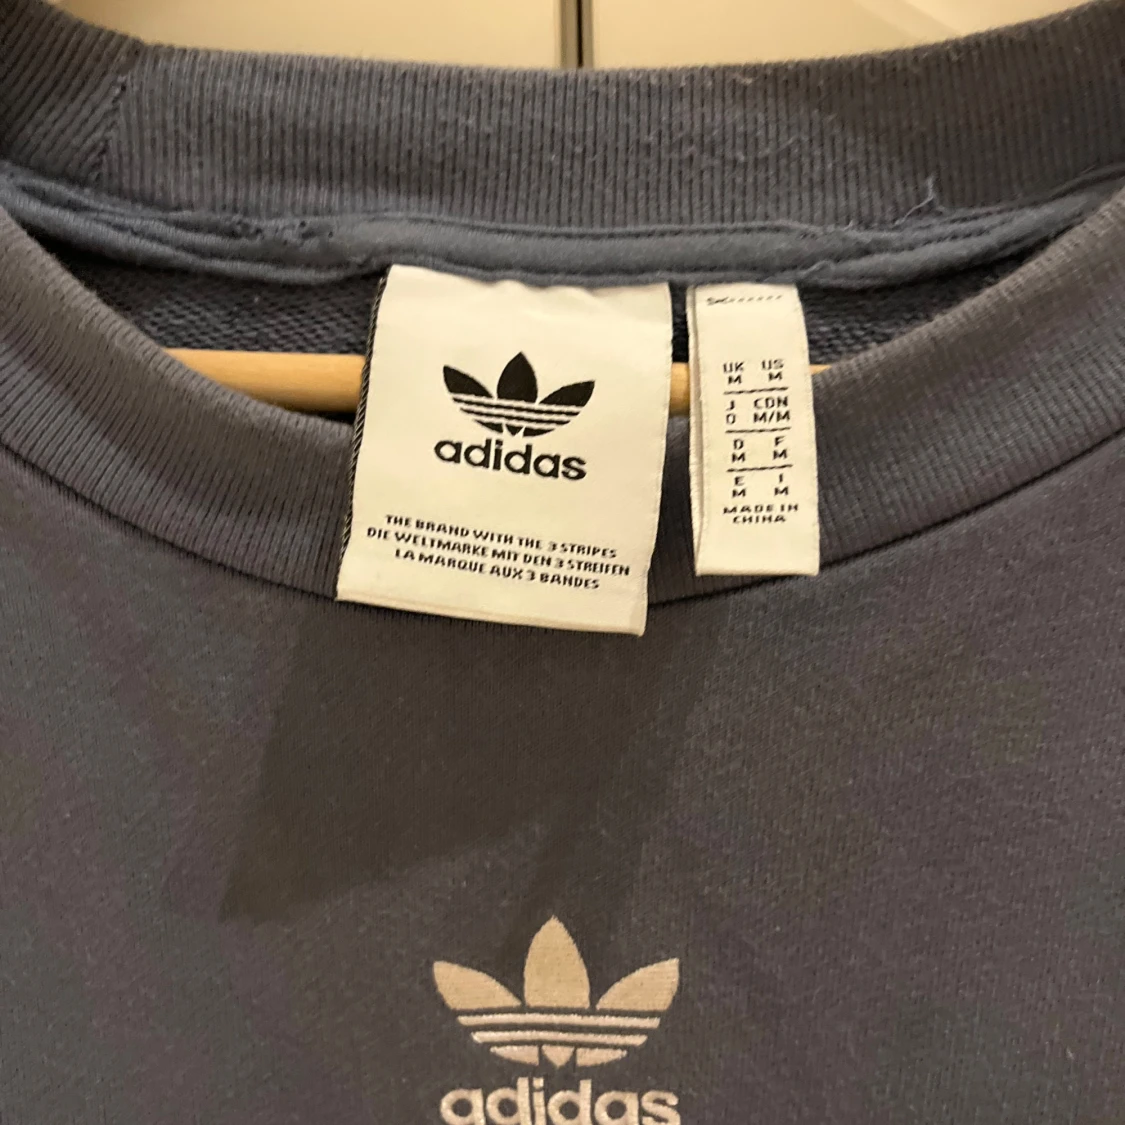 adidas
THE BRAND WITH THE 3 STRIPES
DIE WELTMARKE MIT DEN 3 STREIFEN
LA MARQUE AUX 3 BANDES
UK US
M M
J CDN
O M/M
D F
M M
E I
M M
MADE IN
CHINA
adidas